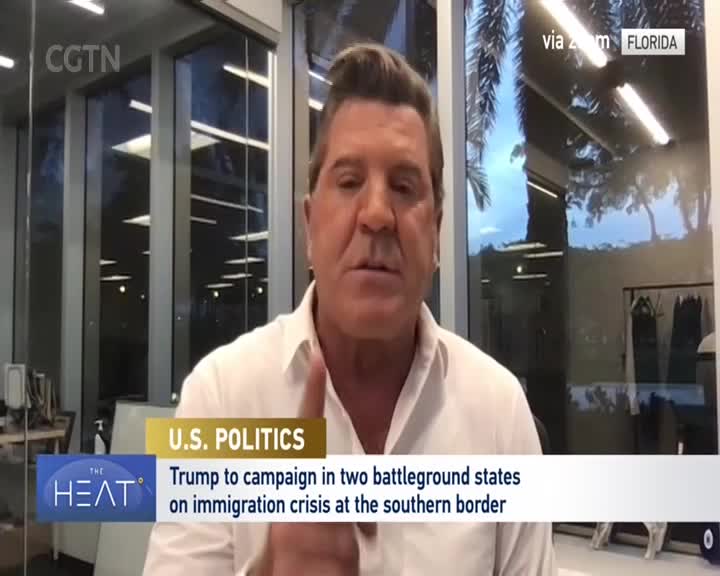 CGTN
via zoom
FLORIDA
U.S. POLITICS
THE
HEAT
Trump to campaign in two battleground states
on immigration crisis at the southern border